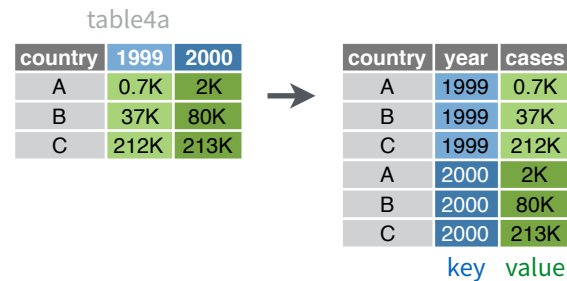 table4a
country 1999 2000
A 0.7K 2K
B 37K 80K
C 212K 213K
country year cases
A 1999 0.7K
B 1999 37K
C 1999 212K
A 2000 2K
B 2000 80K
C 2000 213K
key value